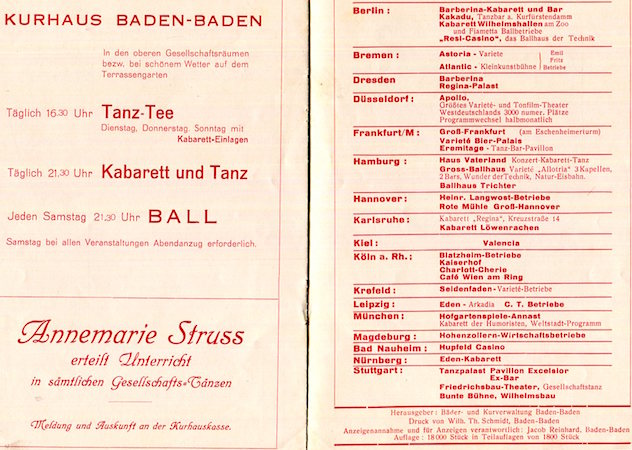 KURHAUS BADEN-BADEN
In den oberen Gesellschaftsräumen
bezw. bei schönem Wetter auf dem
Terrassengarten
Täglich 16.30 Uhr Tanz-Tee
Dienstag, Donnerstag, Sonntag mit
Kabarett-Einlagen
Täglich 21,30 Uhr Kabarett und Tanz
Jeden Samstag 21,30 Uhr BALL
Samstag bei allen Veranstaltungen Abendanzug erforderlich.
Annemarie Struss
erteilt Unterricht
in sämtlichen Gesellschafts-Tänzen
Meldung und Auskunft an der Kurhauskasse.
Berlin: Barberina-Kabarett und Bar
Kakadu, Tanzbar a. Kurfürstendamm
Kabarett Wilhelmshallen am Zoo
und Fiametta Ballbetriebe
„Resi-Casino", das Ballhaus der Technik
Bremen: Astoria - Variete
Atlantic - Kleinkunstbühne
Emil
Fritz
Betriebe
Dresden Barberina
Regina-Palast
Düsseldorf: Apollo,
Größtes Varieté- und Tonfilm-Theater
Westdeutschlands 3000 numer. Plätze
Programmwechsel halbmonatlich
Frankfurt/M: Groß-Frankfurt (am Eschenheimerturm)
Varieté Bier-Palais
Eremitage - Tanz-Bar-Pavillon
Hamburg: Haus Vaterland Konzert-Kabarett-Tanz
Gross-Ballhaus Varieté „Allotria" 3 Kapellen,
2 Bars, Wunder der Technik, Natur-Eisbahn.
Ballhaus Trichter
Hannover: Heinr. Langwost-Betriebe
Rote Mühle Groß-Hannover
Karlsruhe: Kabarett „Regina", Kreuzstraße 14
Kabarett Löwenrachen
Kiel: Valencia
Köln a. Rh.: Blatzheim-Betriebe
Kaiserhof
Charlott-Cherie
Café Wien am Ring
Krefeld: Seidenfaden-Varieté-Betriebe
Leipzig: Eden - Arkadia C. T. Betriebe
München: Hofgartenspiele-Annast
Kabarett der Humoristen, Weltstadt-Programm
Magdeburg: Hohenzollern-Wirtschaftsbetriebe
Bad Nauheim: Hupfeld Casino
Nürnberg: Eden-Kabarett
Stuttgart: Tanzpalast Pavillon Excelsior
Ex-Bar
Friedrichsbau-Theater, Gesellschaftstanz
Bunte Bühne, Wilhelmsbau
Herausgeber: Bäder- und Kurverwaltung Baden-Baden
Druck von Wilh. Th. Schmidt, Baden-Baden
Anzeigenannahme und für Anzeigen verantwortlich: Jacob Reinhard, Baden-Baden
Auflage: 18000 Stück in Teilauflagen von 1800 Stück